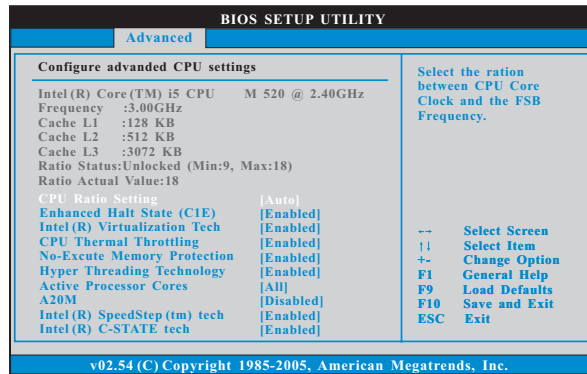 BIOS SETUP UTILITY
Advanced
Configure advanded CPU settings
Intel(R) Core(TM) i5 CPU M 520 @ 2.40GHz
Frequency :3.00GHz
Cache L1 :128 KB
Cache L2 :512 KB
Cache L3 :3072 KB
Ratio Status:Unlocked (Min:9, Max:18)
Ratio Actual Value:18
CPU Ratio Setting [Auto]
Enhanced Halt State (C1E) [Enabled]
Intel(R) Virtualization Tech [Enabled]
CPU Thermal Throttling [Enabled]
No-Excute Memory Protection [Enabled]
Hyper Threading Technology [Enabled]
Active Processor Cores [All]
A20M [Disabled]
Intel(R) SpeedStep(tm) tech [Enabled]
Intel(R) C-STATE tech [Enabled]
Select the ration
between CPU Core
Clock and the FSB
Frequency.
←→ Select Screen
↑↓ Select Item
+- Change Option
F1 General Help
F9 Load Defaults
F10 Save and Exit
ESC Exit
v02.54 (C) Copyright 1985-2005, American Megatrends, Inc.